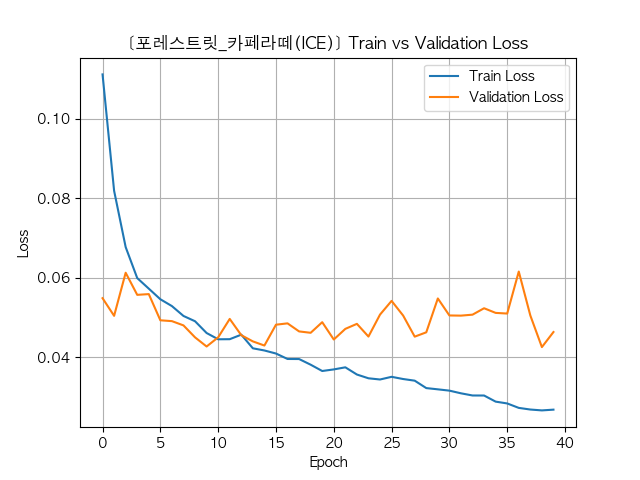 [포레스트릿_카페라떼(ICE)] Train vs Validation Loss
Train Loss
Validation Loss
0.10
0.08
0.06
0.04
Loss
0 5 10 15 20 25 30 35 40
Epoch